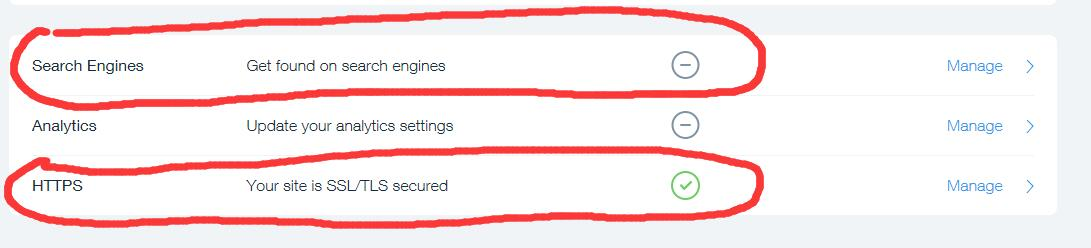 Search Engines Get found on search engines Manage
Analytics Update your analytics settings Manage
HTTPS Your site is SSL/TLS secured Manage